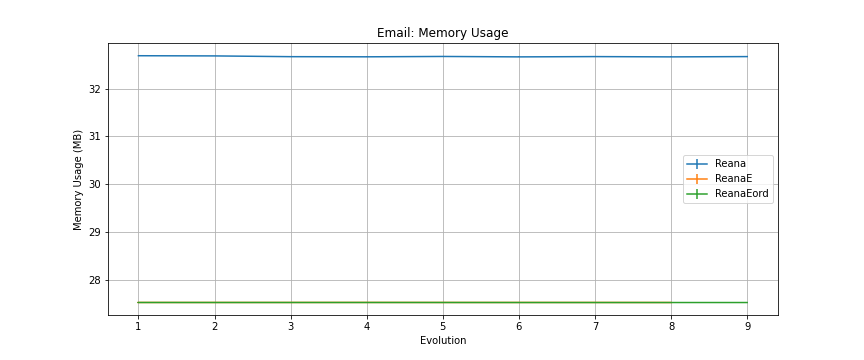 Email: Memory Usage
Memory Usage (MB)
32
31
30
29
28
Reana
ReanaE
ReanaEord
1 2 3 4 5 6 7 8 9
Evolution